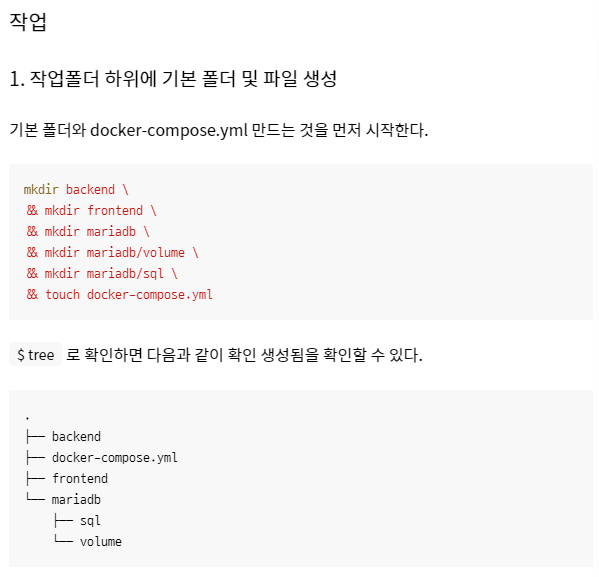 작업
1. 작업폴더 하위에 기본 폴더 및 파일 생성
기본 폴더와 docker-compose.yml 만드는 것을 먼저 시작한다.
mkdir backend \
&& mkdir frontend \
&& mkdir mariadb \
&& mkdir mariadb/volume \
&& mkdir mariadb/sql \
&& touch docker-compose.yml
$ tree 로 확인하면 다음과 같이 확인 생성됨을 확인할 수 있다.
.
├── backend
├── docker-compose.yml
├── frontend
└── mariadb
    ├── sql
    └── volume